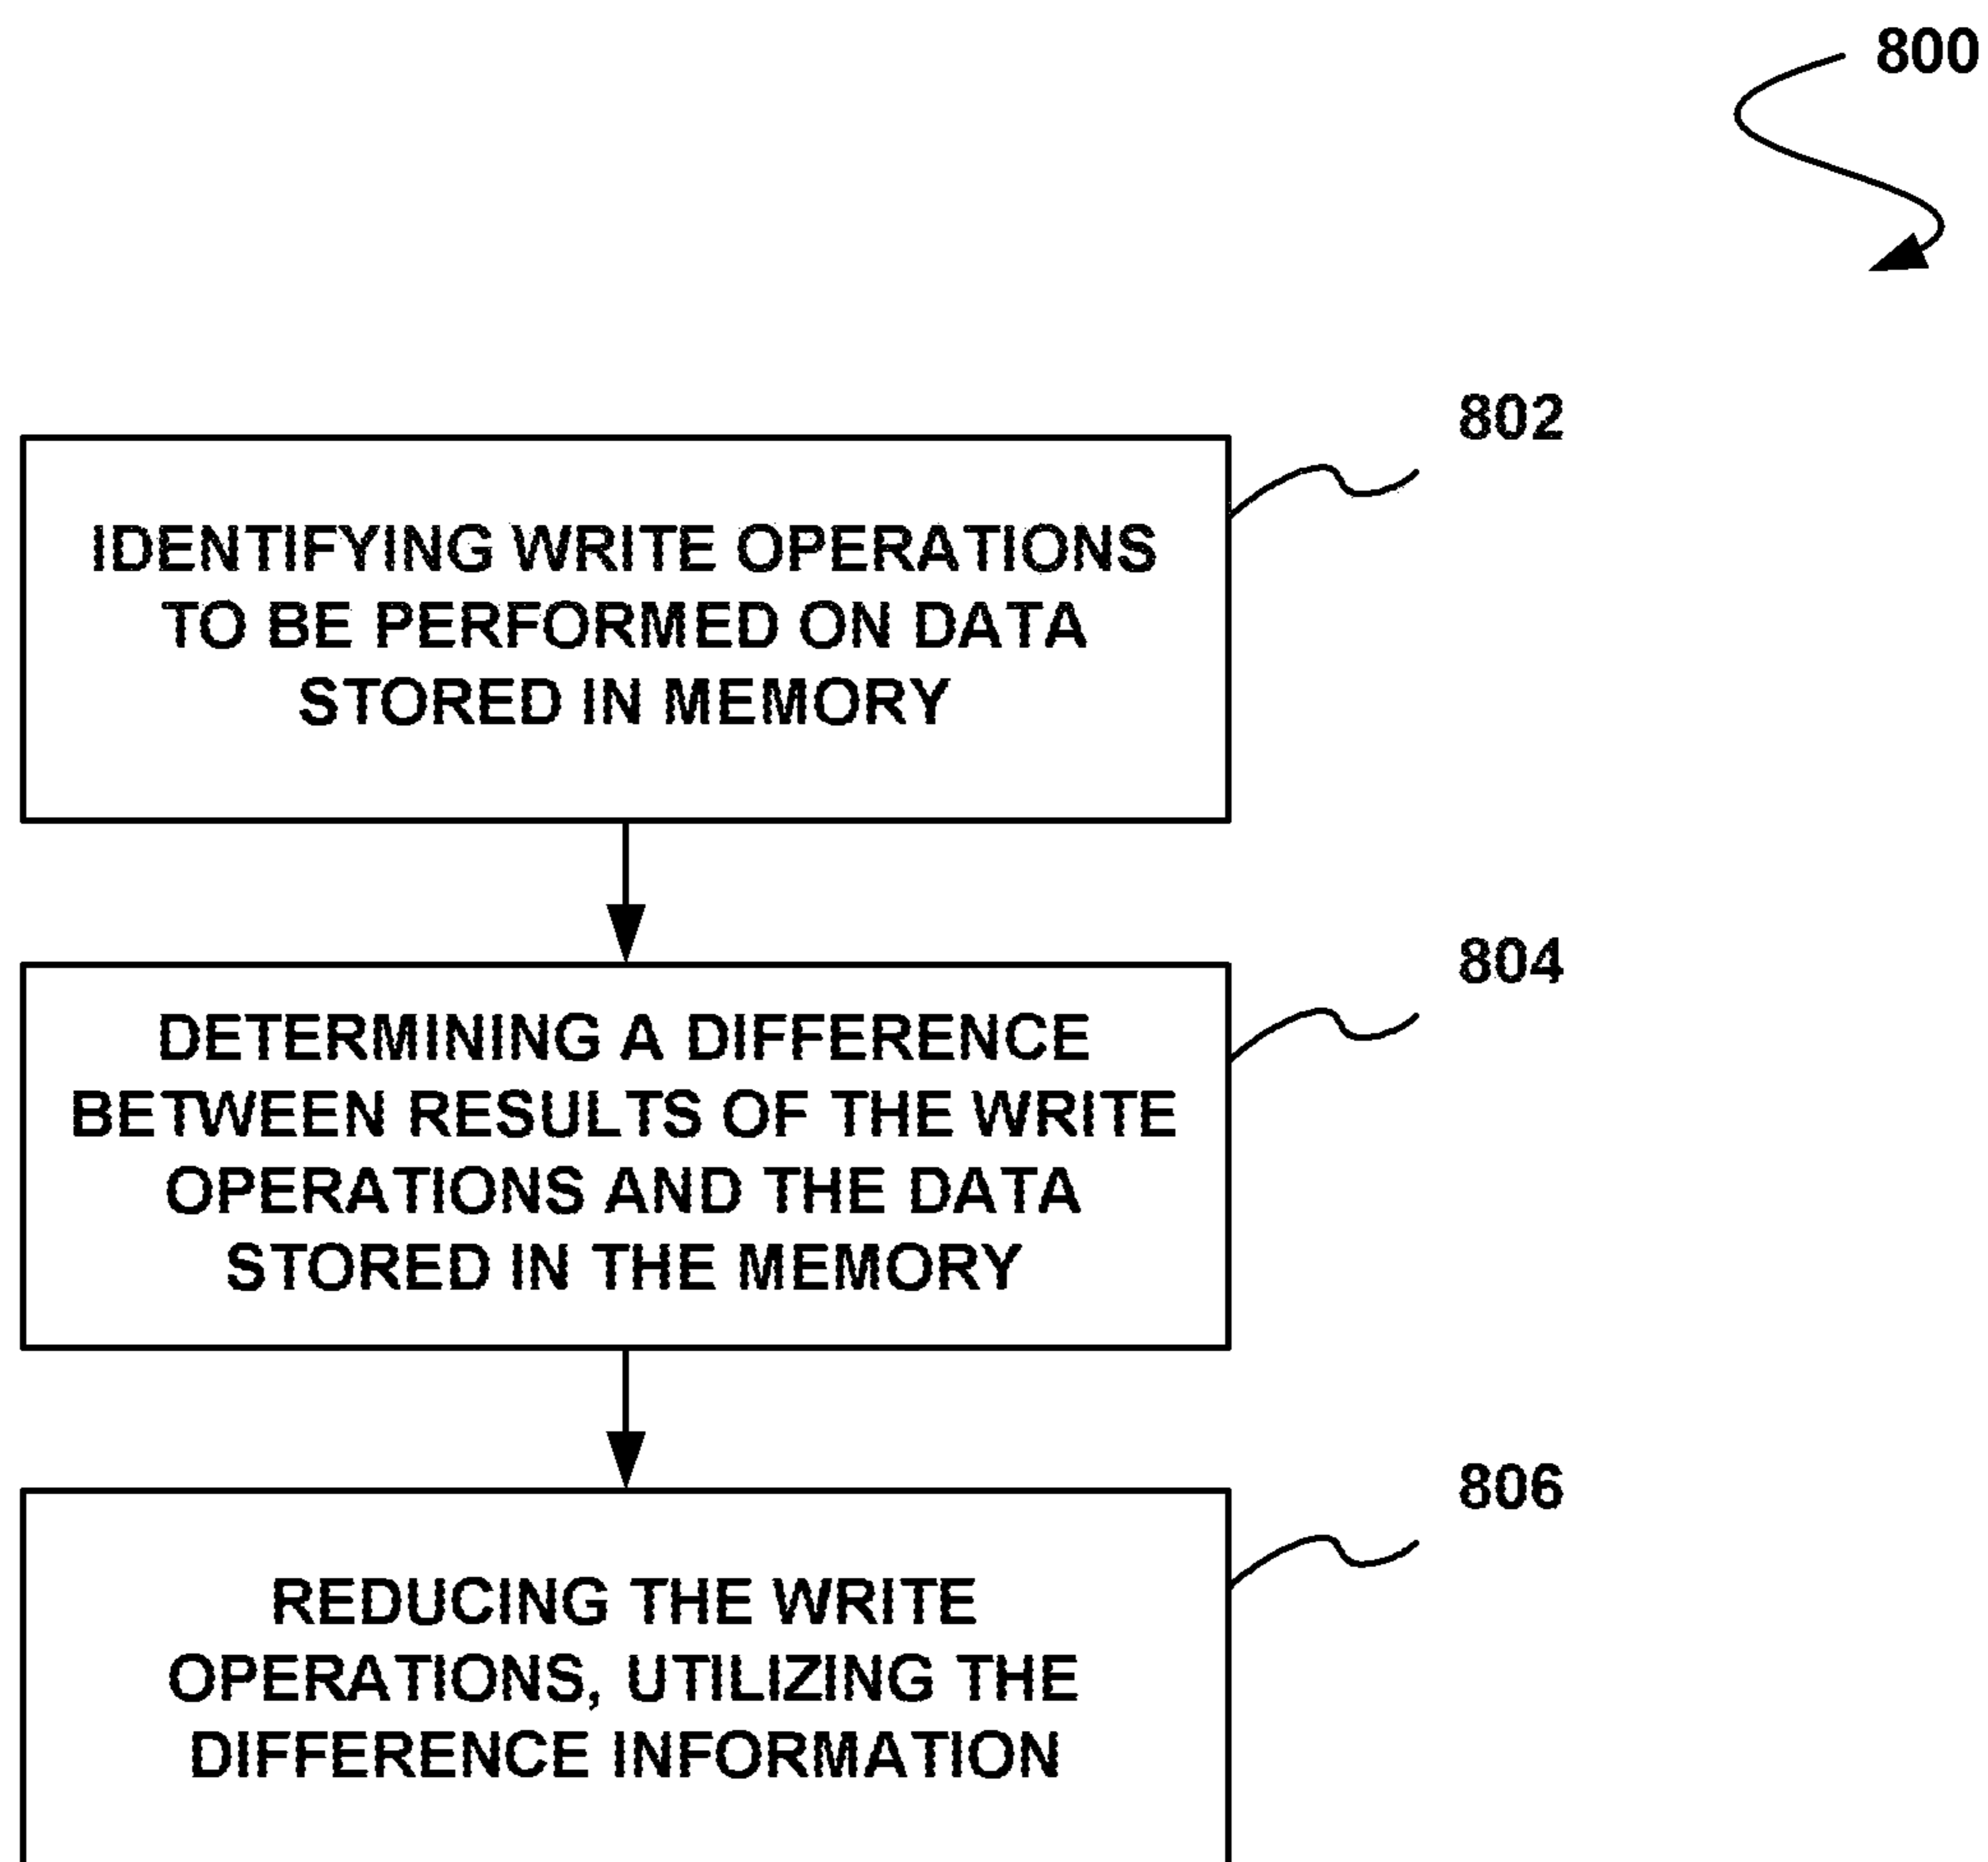 800
802
IDENTIFYING WRITE OPERATIONS
TO BE PERFORMED ON DATA
STORED IN MEMORY
804
DETERMINING A DIFFERENCE
BETWEEN RESULTS OF THE WRITE
OPERATIONS AND THE DATA
STORED IN THE MEMORY
806
REDUCING THE WRITE
OPERATIONS, UTILIZING THE
DIFFERENCE INFORMATION